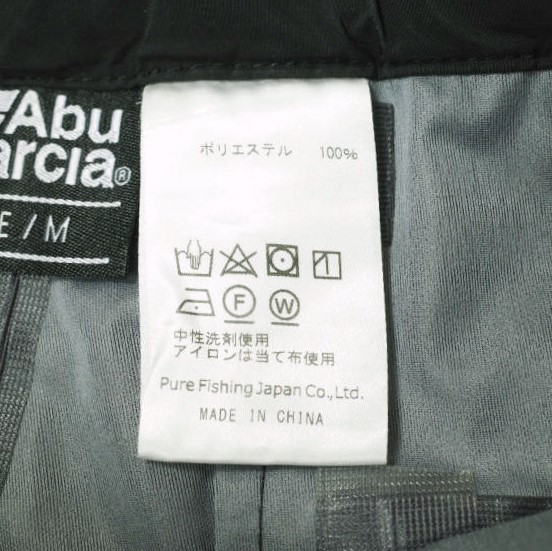 Abu
arcia®
E / M
ポリエステル 100%
F W
中性洗剤使用
アイロンは当て布使用
Pure Fishing Japan Co.,Ltd.
MADE IN CHINA